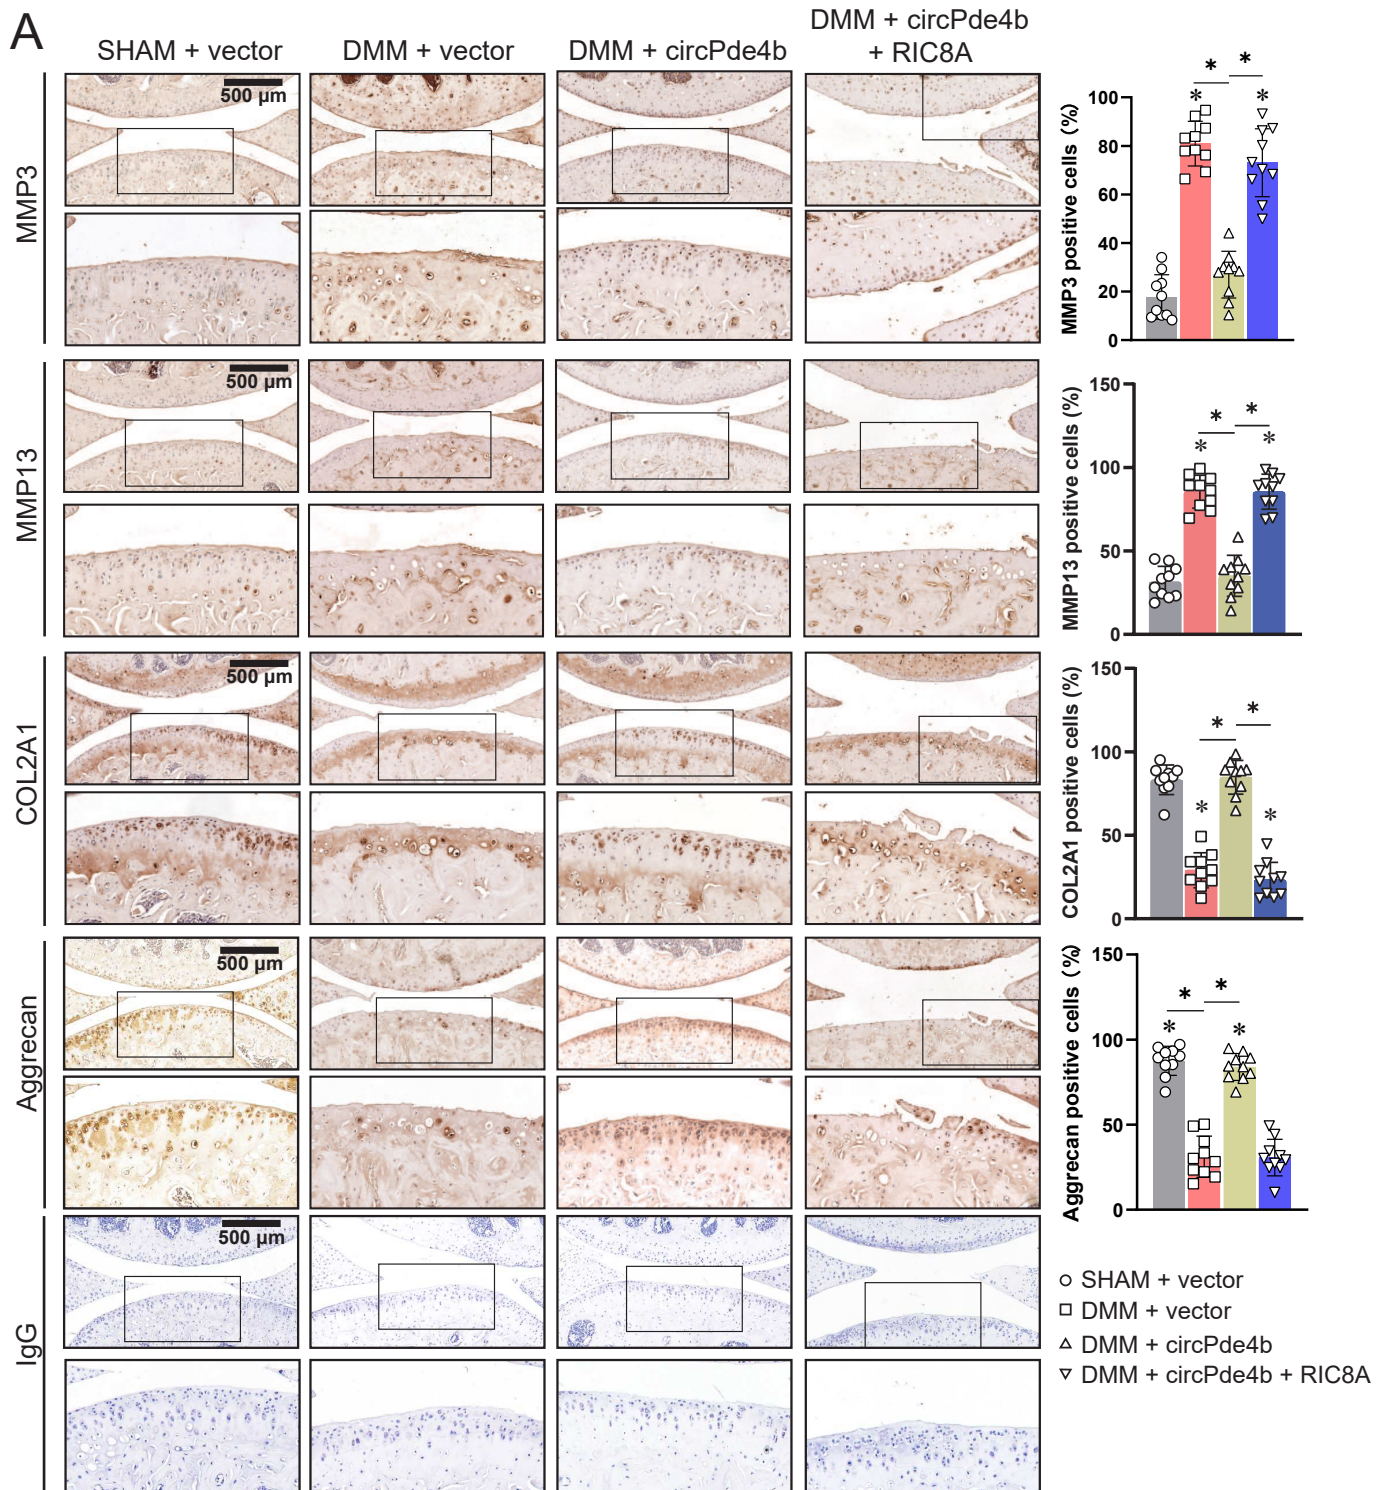 A
SHAM + vector
DMM + vector
DMM + circPde4b
DMM + circPde4b
+ RIC8A
MMP3
500 µm
MMP3 positive cells (%)
100
80
60
40
20
0
*
*
*
*
MMP13
500 µm
MMP13 positive cells (%)
150
100
50
0
*
*
*
*
COL2A1
500 µm
COL2A1 positive cells (%)
150
100
50
0
*
*
*
*
Aggrecan
500 µm
Aggrecan positive cells (%)
150
100
50
0
*
*
*
*
IgG
500 µm
SHAM + vector
DMM + vector
DMM + circPde4b
DMM + circPde4b + RIC8A